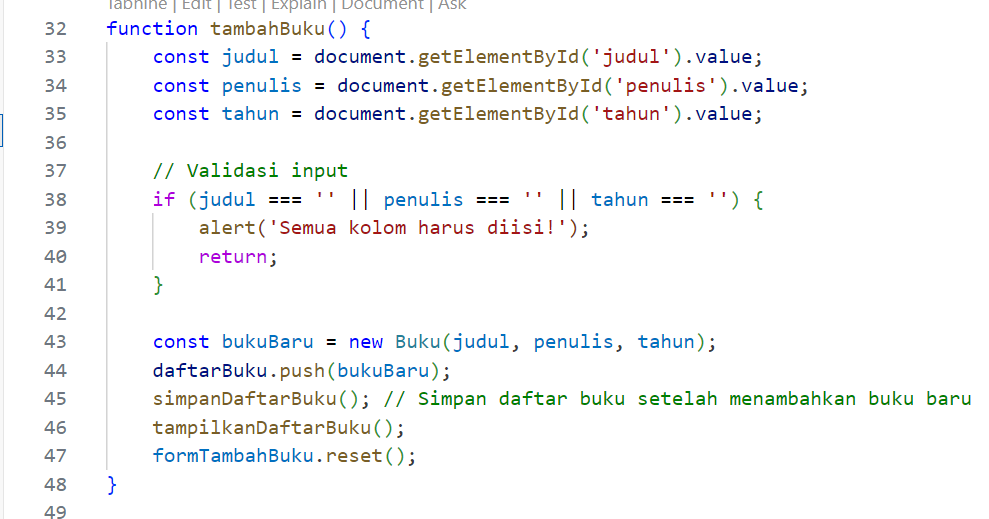 Tabnine | Edit | Test | Explain | Document | Ask
32 function tambahBuku() {
33     const judul = document.getElementById('judul').value;
34     const penulis = document.getElementById('penulis').value;
35     const tahun = document.getElementById('tahun').value;
36
37     // Validasi input
38     if (judul === '' || penulis === '' || tahun === '') {
39         alert('Semua kolom harus diisi!');
40         return;
41     }
42
43     const bukuBaru = new Buku(judul, penulis, tahun);
44     daftarBuku.push(bukuBaru);
45     simpanDaftarBuku(); // Simpan daftar buku setelah menambahkan buku baru
46     tampilkanDaftarBuku();
47     formTambahBuku.reset();
48 }
49